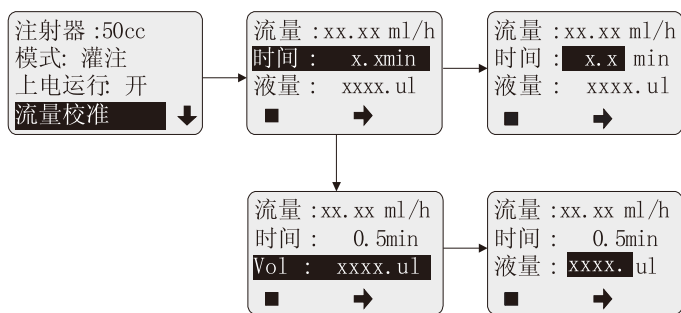 注射器 :50cc
模式: 灌注
上电运行: 开
流量校准
流量 :xx.xx ml/h
时间 : x.xmin
液量 : xxxx.ul
流量 :xx.xx ml/h
时间 : x.x min
液量 : xxxx.ul
流量 :xx.xx ml/h
时间 : 0.5min
Vol : xxxx.ul
流量 :xx.xx ml/h
时间 : 0.5min
液量 : xxxx. ul